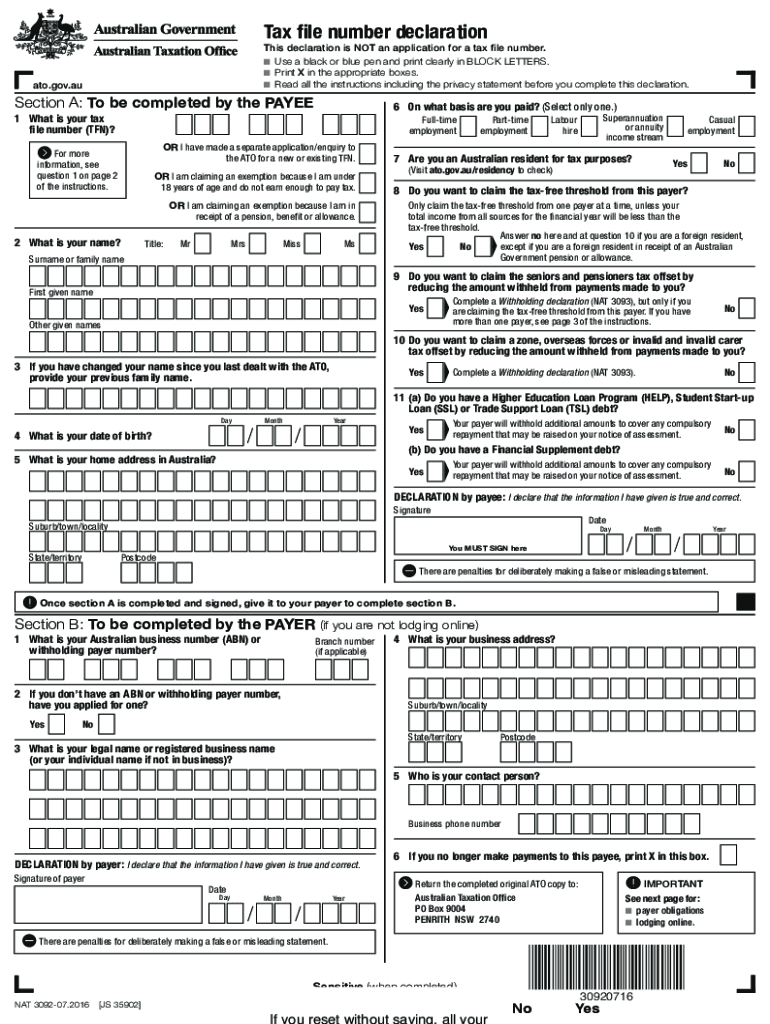 Australian Government
Australian Taxation Office
ato.gov.au
Tax file number declaration
This declaration is NOT an application for a tax file number.
■ Use a black or blue pen and print clearly in BLOCK LETTERS.
■ Print X in the appropriate boxes.
■ Read all the instructions including the privacy statement before you complete this declaration.
Section A: To be completed by the PAYEE
1 What is your tax
file number (TFN)?
For more
information, see
question 1 on page 2
of the instructions.
OR I have made a separate application/enquiry to
the ATO for a new or existing TFN.
OR I am claiming an exemption because I am under
18 years of age and do not earn enough to pay tax.
OR I am claiming an exemption because I am in
receipt of a pension, benefit or allowance.
2 What is your name? Title: Mr Mrs Miss Ms
Surname or family name
First given name
Other given names
3 If you have changed your name since you last dealt with the ATO,
provide your previous family name.
Day Month Year
4 What is your date of birth? / /
5 What is your home address in Australia?
Suburb/town/locality
State/territory Postcode
6 On what basis are you paid? (Select only one.)
Full-time
employment
Part-time
employment
Labour
hire
Superannuation
or annuity
income stream
Casual
employment
7 Are you an Australian resident for tax purposes? Yes No
(Visit ato.gov.au/residency to check)
8 Do you want to claim the tax-free threshold from this payer?
Only claim the tax-free threshold from one payer at a time, unless your
total income from all sources for the financial year will be less than the
tax-free threshold.
Yes No
Answer no here and at question 10 if you are a foreign resident,
except if you are a foreign resident in receipt of an Australian
Government pension or allowance.
9 Do you want to claim the seniors and pensioners tax offset by
reducing the amount withheld from payments made to you?
Yes
Complete a Withholding declaration (NAT 3093), but only if you
are claiming the tax-free threshold from this payer. If you have
more than one payer, see page 3 of the instructions.
No
10 Do you want to claim a zone, overseas forces or invalid and invalid carer
tax offset by reducing the amount withheld from payments made to you?
Yes Complete a Withholding declaration (NAT 3093). No
11 (a) Do you have a Higher Education Loan Program (HELP), Student Start-up
Loan (SSL) or Trade Support Loan (TSL) debt?
Yes
Your payer will withhold additional amounts to cover any compulsory
repayment that may be raised on your notice of assessment.
No
(b) Do you have a Financial Supplement debt?
Yes
Your payer will withhold additional amounts to cover any compulsory
repayment that may be raised on your notice of assessment.
No
DECLARATION by payee: I declare that the information I have given is true and correct.
Signature
You MUST SIGN here
Date
Day Month Year
/ /
There are penalties for deliberately making a false or misleading statement.
Once section A is completed and signed, give it to your payer to complete section B.
Section B: To be completed by the PAYER (if you are not lodging online)
1 What is your Australian business number (ABN) or
withholding payer number?
Branch number
(if applicable)
2 If you don't have an ABN or withholding payer number,
have you applied for one?
Yes No
3 What is your legal name or registered business name
(or your individual name if not in business)?
DECLARATION by payer: I declare that the information I have given is true and correct.
Signature of payer
Date
Day Month Year
/ /
There are penalties for deliberately making a false or misleading statement.
4 What is your business address?
Suburb/town/locality
State/territory Postcode
5 Who is your contact person?
Business phone number
6 If you no longer make payments to this payee, print X in this box.
Return the completed original ATO copy to:
Australian Taxation Office
PO Box 9004
PENRITH NSW 2740
IMPORTANT
See next page for:
■ payer obligations
■ lodging online.
Sensitive (when completed)
30920716
NAT 3092-07.2016 [JS 35902]
No Yes
If you reset without saving, all your